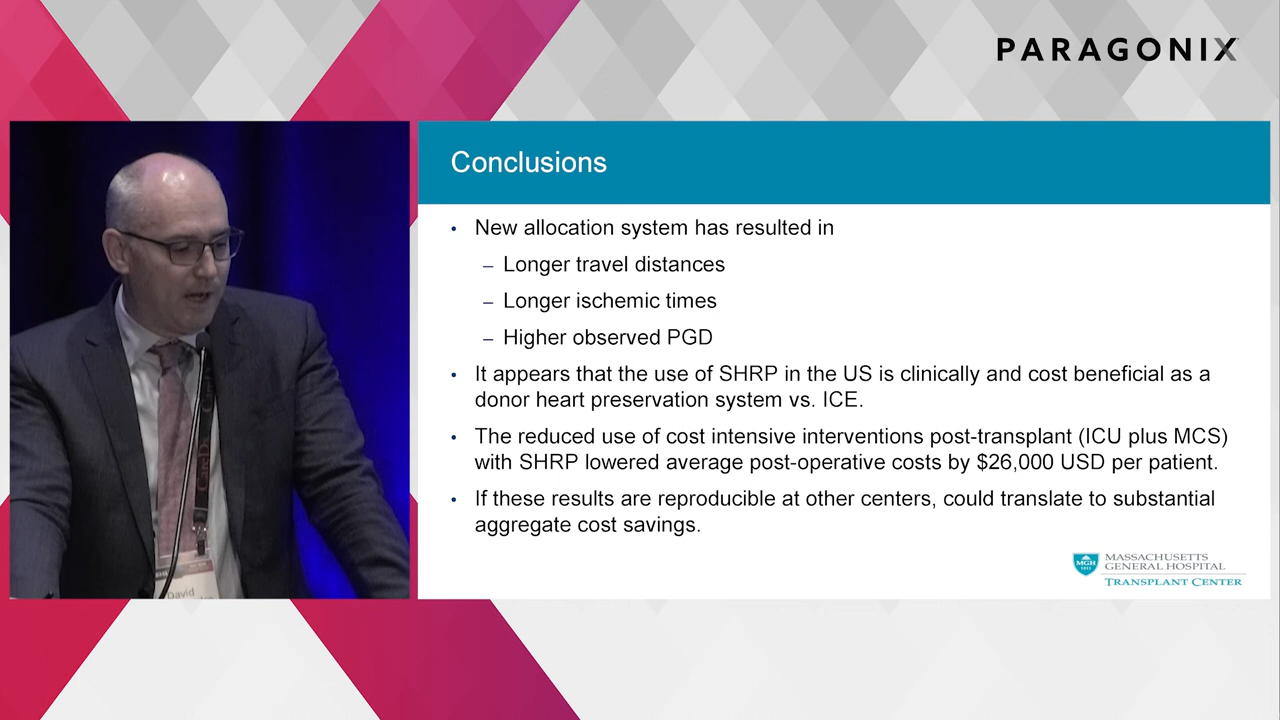 PARAGONIX
Conclusions
• New allocation system has resulted in
– Longer travel distances
– Longer ischemic times
– Higher observed PGD
• It appears that the use of SHRP in the US is clinically and cost beneficial as a
donor heart preservation system vs. ICE.
• The reduced use of cost intensive interventions post-transplant (ICU plus MCS)
with SHRP lowered average post-operative costs by $26,000 USD per patient.
• If these results are reproducible at other centers, could translate to substantial
aggregate cost savings.
MGH
1811
MASSACHUSETTS
GENERAL HOSPITAL
TRANSPLANT CENTER
CareD
David